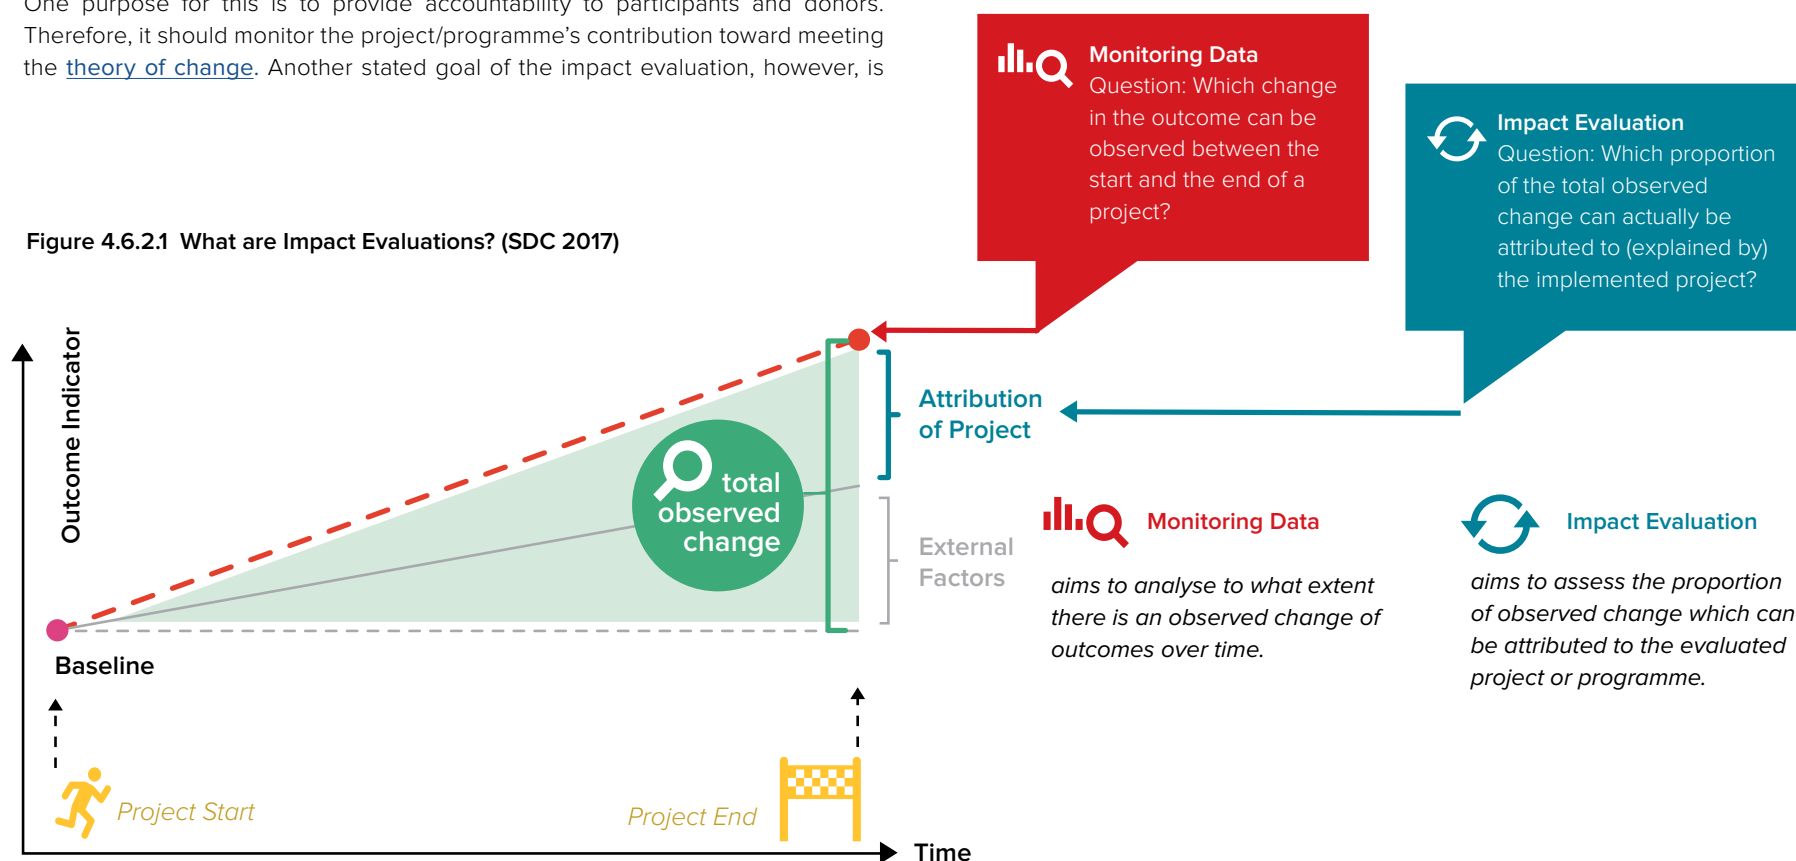 One purpose for this is to provide accountability to participants and donors.
Therefore, it should monitor the project/programme’s contribution toward meeting
the theory of change. Another stated goal of the impact evaluation, however, is
Monitoring Data
Question: Which change
in the outcome can be
observed between the
start and the end of a
project?
Impact Evaluation
Question: Which proportion
of the total observed
change can actually be
attributed to (explained by)
the implemented project?
Figure 4.6.2.1 What are Impact Evaluations? (SDC 2017)
Outcome Indicator
total
observed
change
Attribution
of Project
External
Factors
Baseline
Project Start
Project End
Time
Monitoring Data
aims to analyse to what extent
there is an observed change of
outcomes over time.
Impact Evaluation
aims to assess the proportion
of observed change which can
be attributed to the evaluated
project or programme.